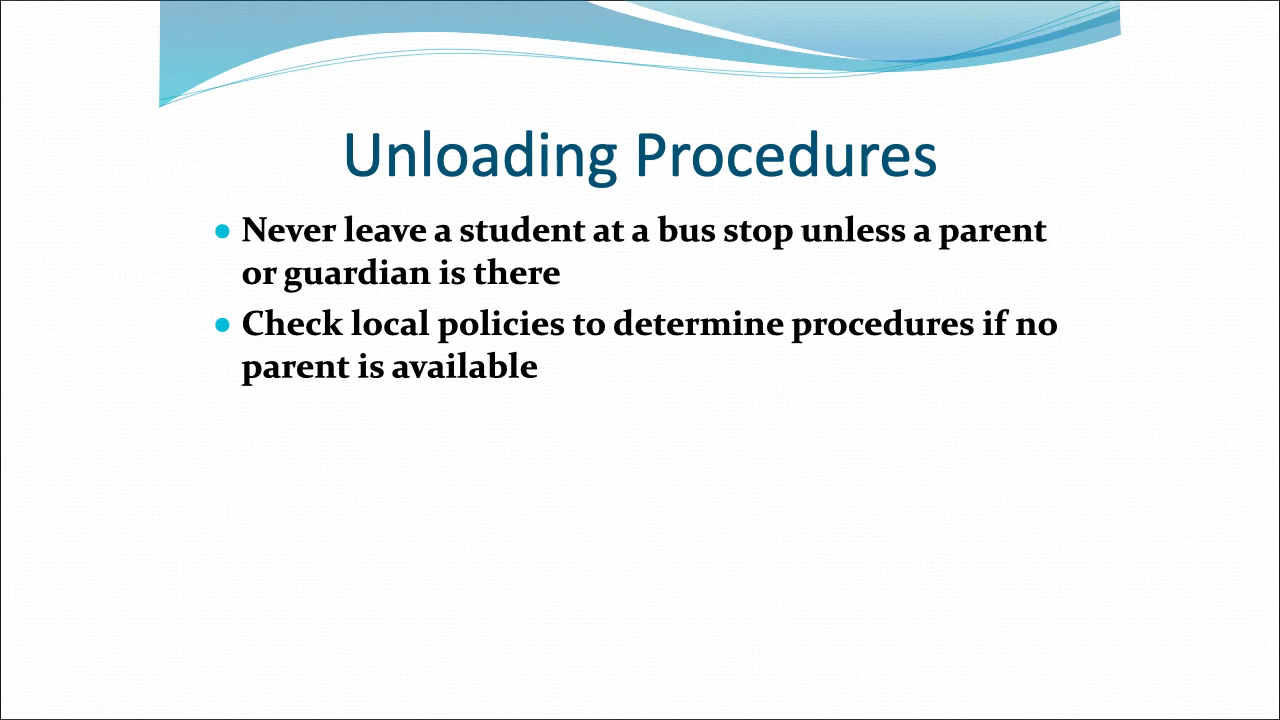 Unloading Procedures
• Never leave a student at a bus stop unless a parent
or guardian is there
• Check local policies to determine procedures if no
parent is available